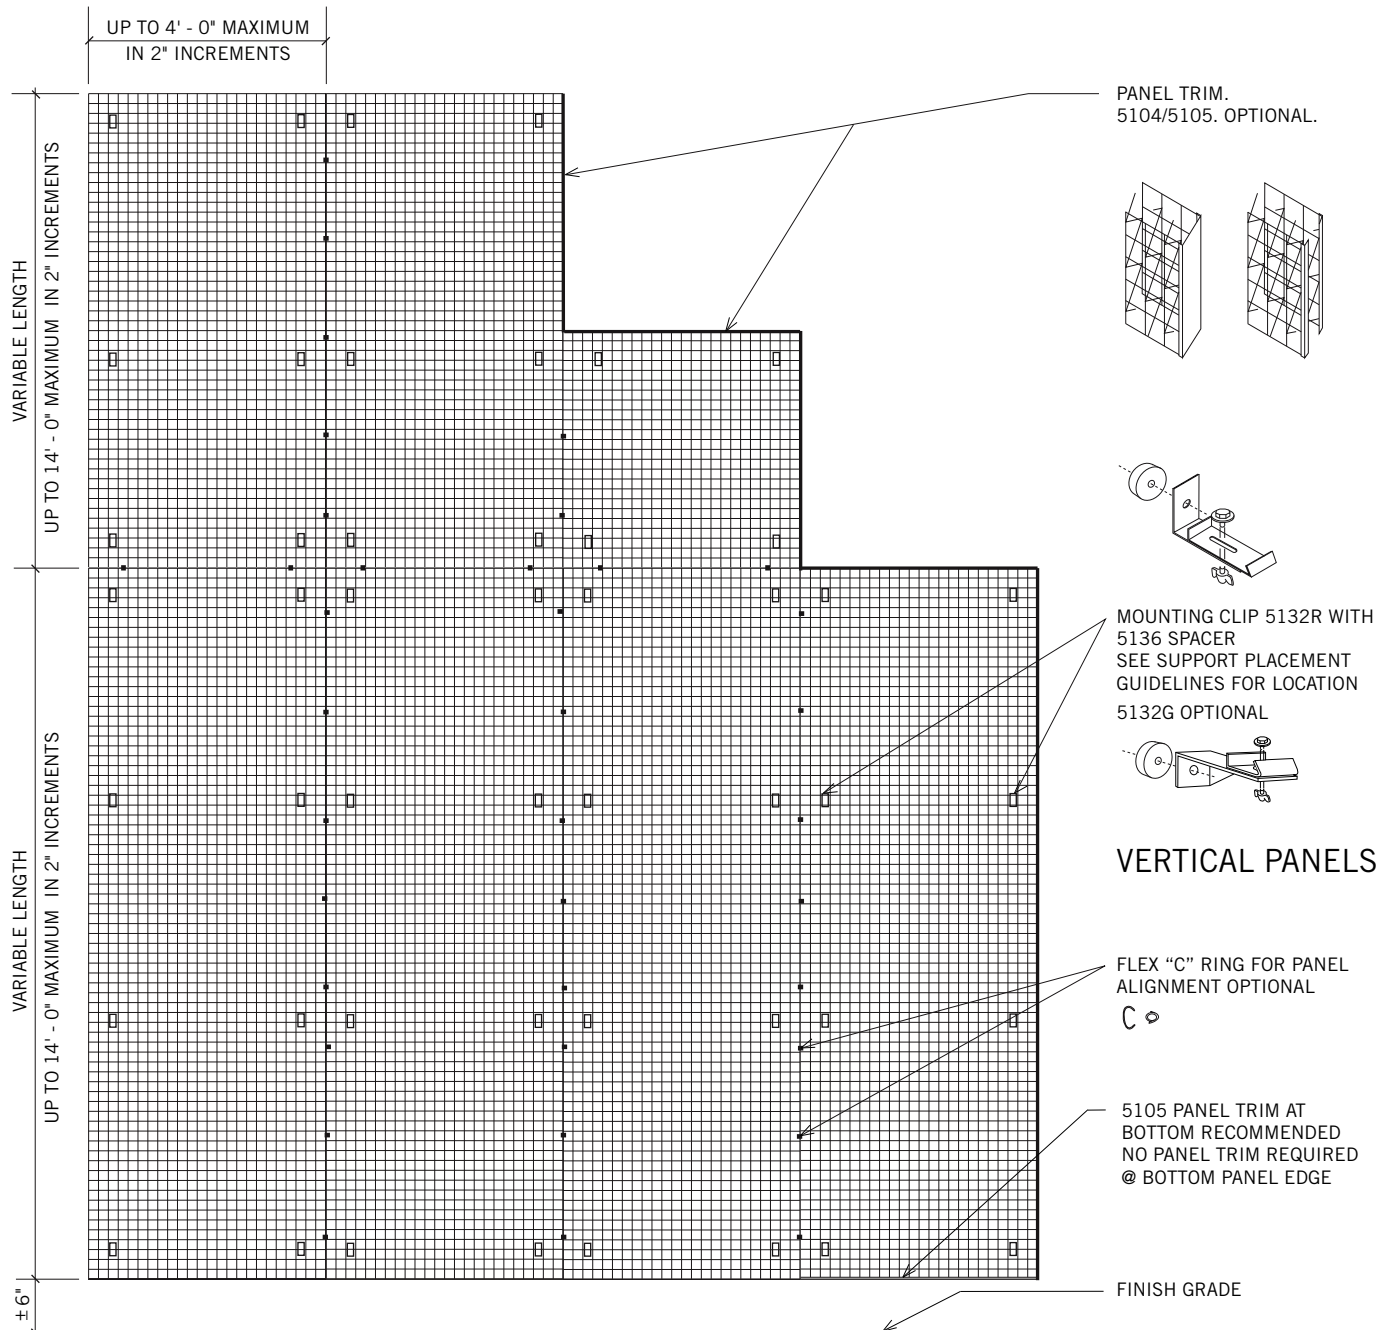 UP TO 4' - 0" MAXIMUM
IN 2" INCREMENTS
VARIABLE LENGTH
UP TO 14' - 0" MAXIMUM IN 2" INCREMENTS
PANEL TRIM.
5104/5105. OPTIONAL.
MOUNTING CLIP 5132R WITH
5136 SPACER
SEE SUPPORT PLACEMENT
GUIDELINES FOR LOCATION
5132G OPTIONAL
VERTICAL PANELS
VARIABLE LENGTH
UP TO 14' - 0" MAXIMUM IN 2" INCREMENTS
FLEX “C” RING FOR PANEL
ALIGNMENT OPTIONAL
5105 PANEL TRIM AT
BOTTOM RECOMMENDED
NO PANEL TRIM REQUIRED
@ BOTTOM PANEL EDGE
FINISH GRADE
± 6"